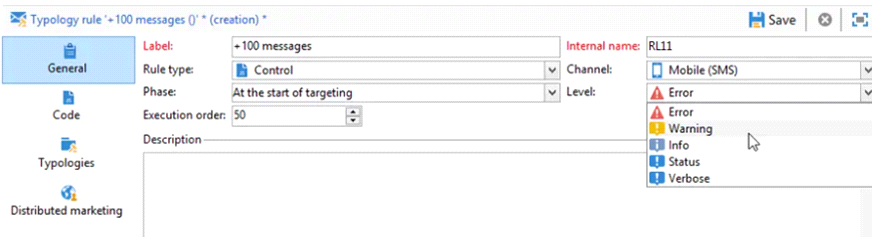 Typology rule '+100 messages ()' * (creation) *
Save
General
Code
Typologies
Distributed marketing
Label: +100 messages Internal name: RL11
Rule type: Control Channel: Mobile (SMS)
Phase: At the start of targeting Level: Error
Execution order: 50
Description
Error
Warning
Info
Status
Verbose